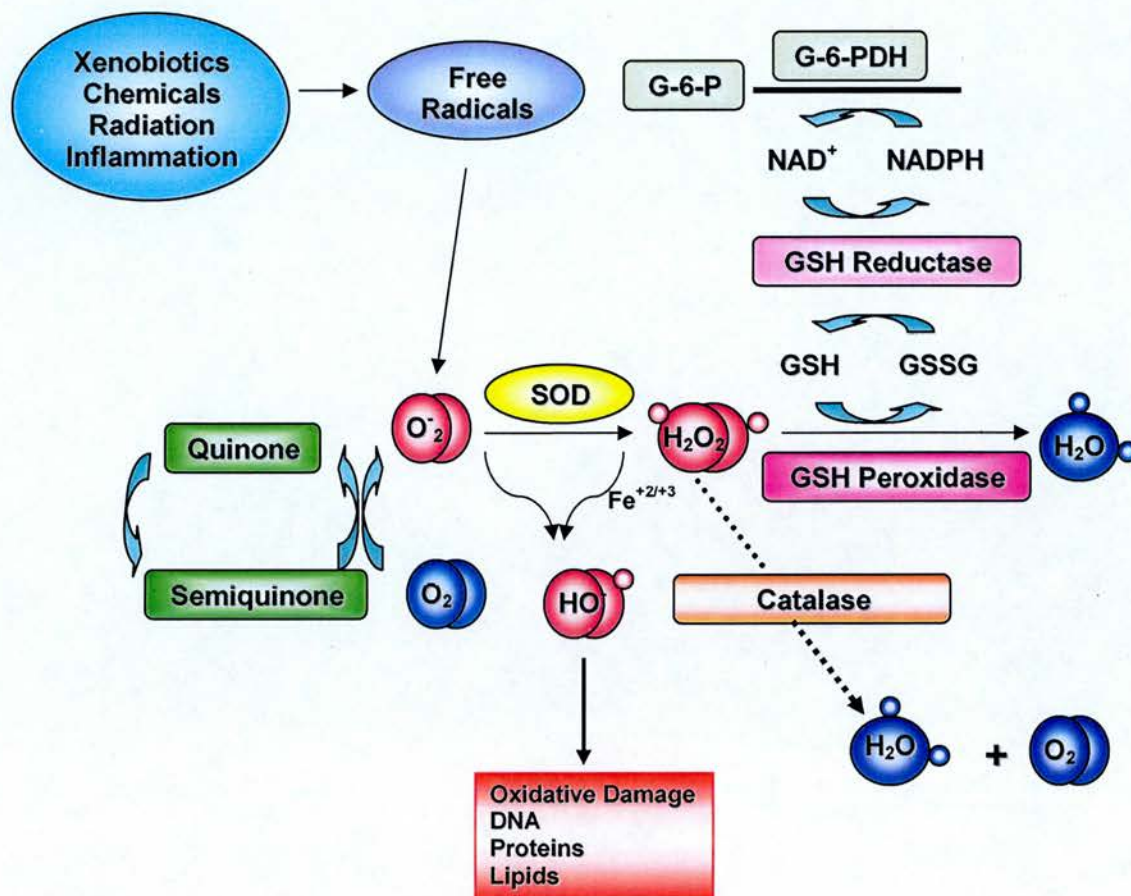 Xenobiotics
Chemicals
Radiation
Inflammation
Free
Radicals
G-6-P
G-6-PDH
NAD⁺
NADPH
GSH Reductase
GSH
GSSG
SOD
O⁻₂
H₂O₂
H₂O
Quinone
GSH Peroxidase
Fe⁺²/⁺³
Semiquinone
O₂
HO⁻
Catalase
H₂O
+
O₂
Oxidative Damage
DNA
Proteins
Lipids